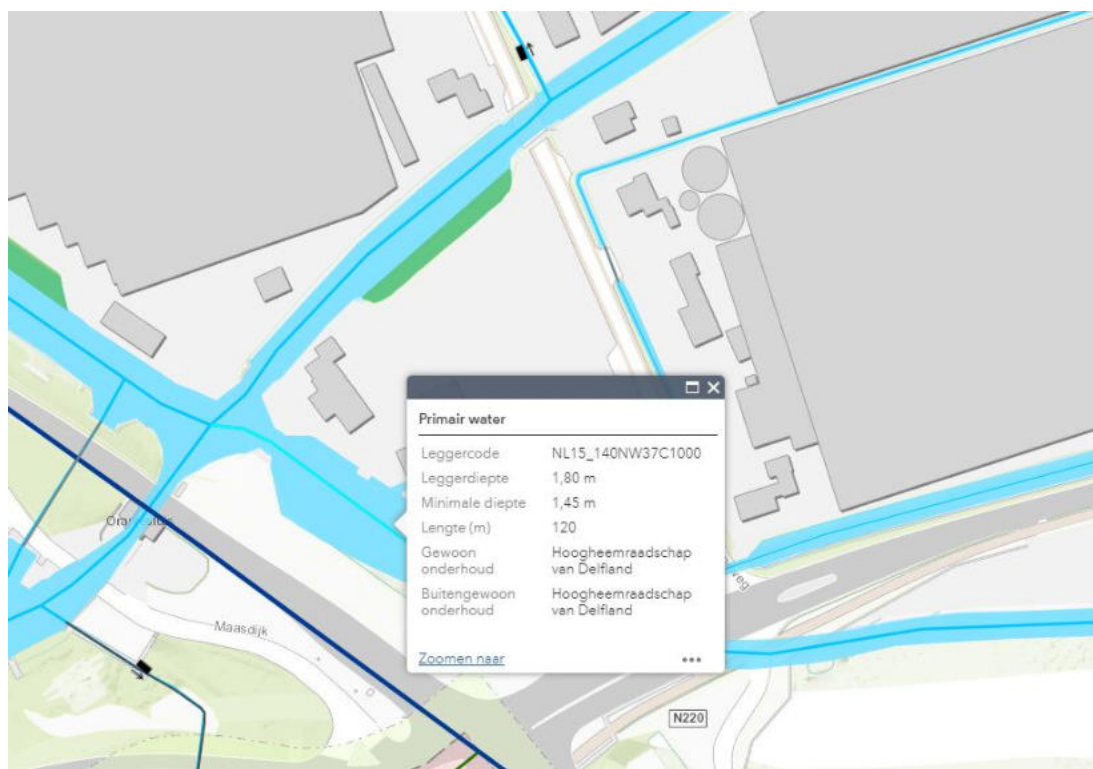 Primair water
Leggercode NL15_140NW37C1000
Leggerdiepte 1,80 m
Minimale diepte 1,45 m
Lengte (m) 120
Gewoon onderhoud Hoogheemraadschap van Delfland
Buitengewoon onderhoud Hoogheemraadschap van Delfland
Zoomen naar
Maasdijk
N220